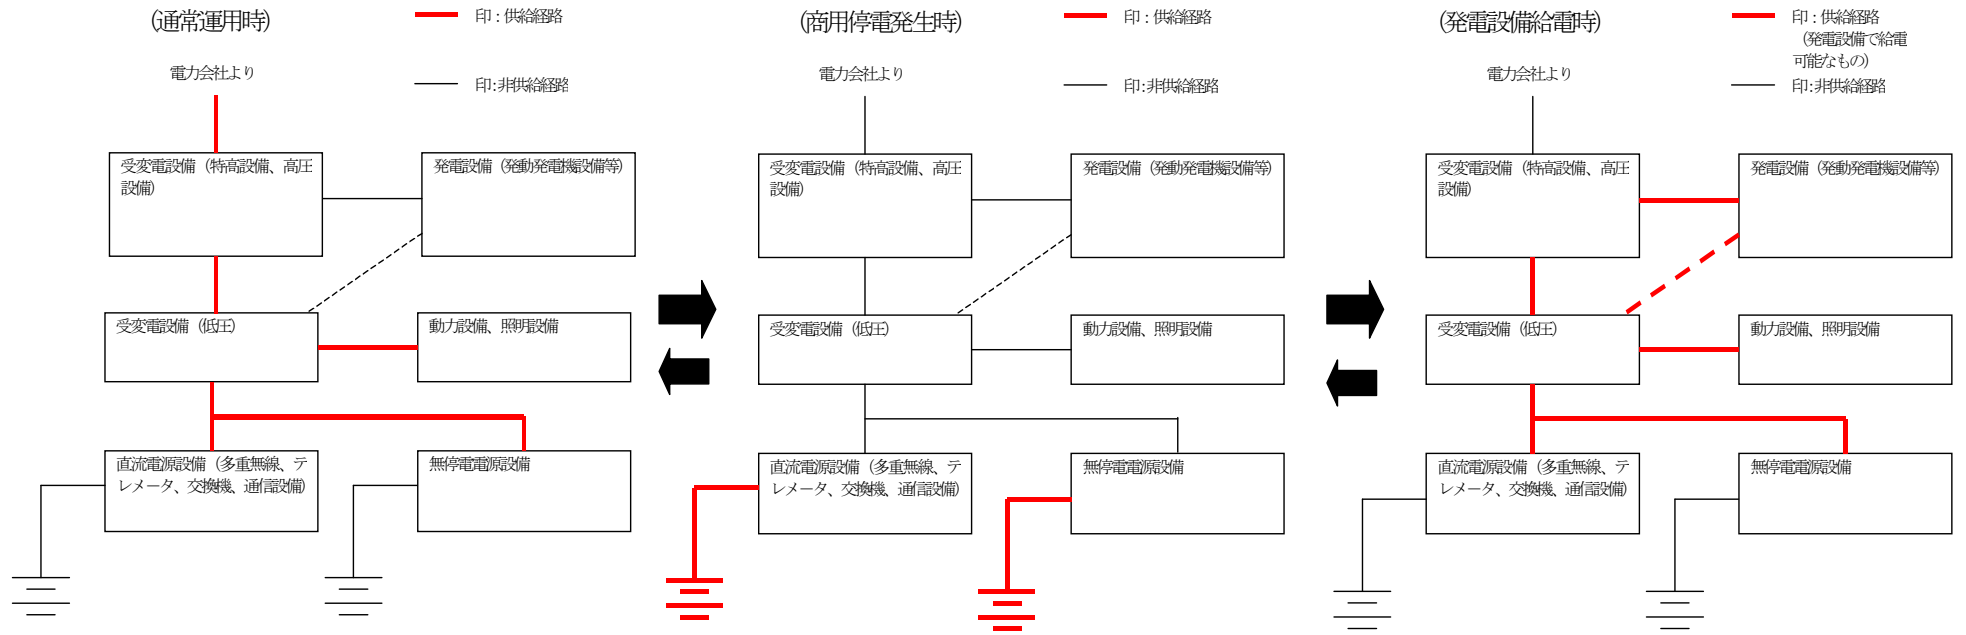 （通常運用時）
印：供給経路
印：非供給経路
電力会社より
受変電設備（特高設備、高圧
設備）
発電設備（発動発電機設備等）
受変電設備（低圧）
動力設備、照明設備
直流電源設備（多重無線、テ
レメータ、交換機、通信設備）
無停電電源設備
（商用停電発生時）
印：供給経路
印：非供給経路
電力会社より
受変電設備（特高設備、高圧
設備）
発電設備（発動発電機設備等）
受変電設備（低圧）
動力設備、照明設備
直流電源設備（多重無線、テ
レメータ、交換機、通信設備）
無停電電源設備
（発電設備給電時）
印：供給経路
（発電設備で給電
可能なもの）
印：非供給経路
電力会社より
受変電設備（特高設備、高圧
設備）
発電設備（発動発電機設備等）
受変電設備（低圧）
動力設備、照明設備
直流電源設備（多重無線、テ
レメータ、交換機、通信設備）
無停電電源設備